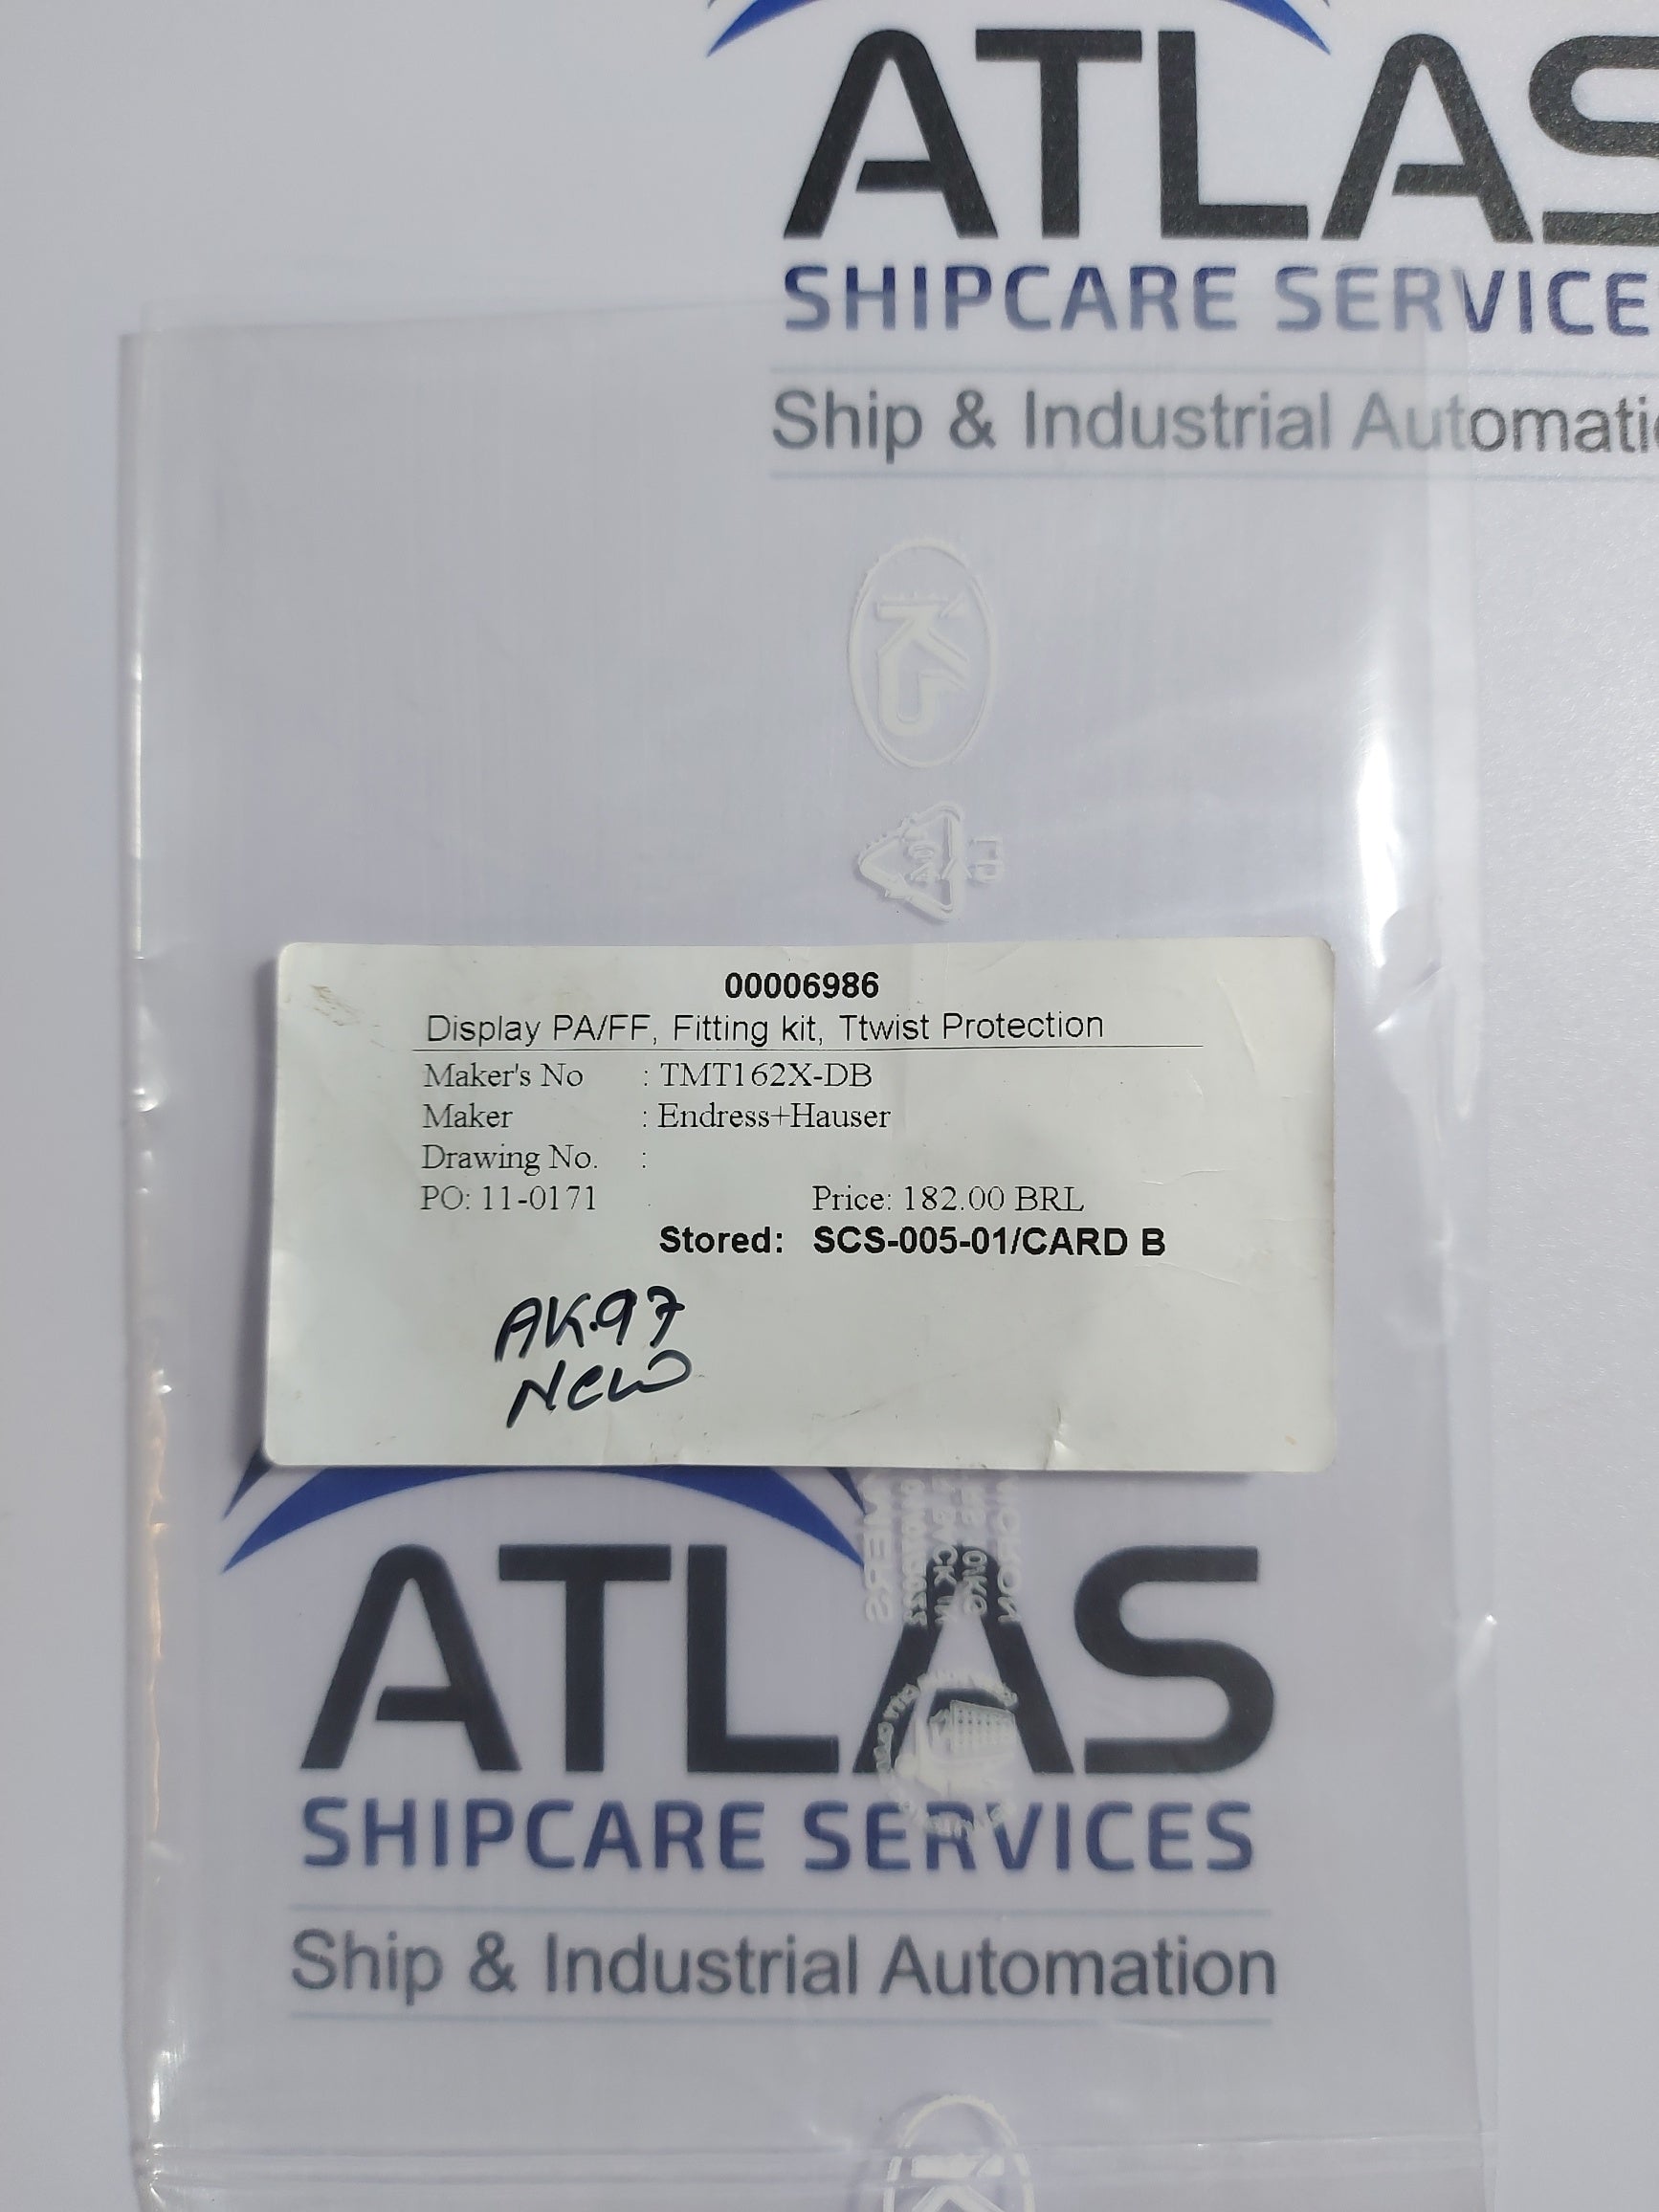 ATLAS
SHIPCARE SERVICE
Ship & Industrial Automati
00006986
Display PA/FF, Fitting kit, Ttwist Protection
Maker's No : TMT162X-DB
Maker : Endress+Hauser
Drawing No. :
PO: 11-0171 Price: 182.00 BRL
Stored: SCS-005-01/CARD B
AK.97
New
ATLAS
SHIPCARE SERVICES
Ship & Industrial Automation